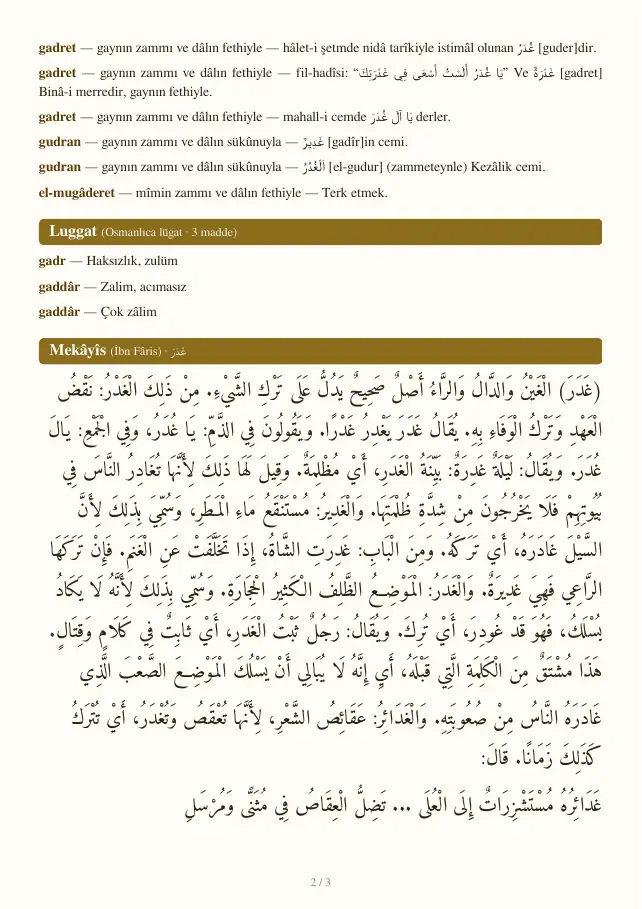 gadret — gaynın zammı ve dâlın fethiyle — hâlet-i şetmde nidâ tarîkiyle istimâl olunan غُدَرُ [guder]dir.
gadret — gaynın zammı ve dâlın fethiyle — fil-hadîsi: “يَا غُدَرُ أَلَسْتُ أَسْعَى فِي غَدْرَتِكَ” Ve غَدْرَةٌ [gadret]
Binâ-i merredir, gaynın fethiyle.
gadret — gaynın zammı ve dâlın fethiyle — mahall-i cemde يَا آلَ غُدَرُ derler.
gudran — gaynın zammı ve dâlın sükûnuyla — غَدِيرٌ [gadîr]in cemi.
gudran — gaynın zammı ve dâlın sükûnuyla — اَلْغُدُرُ [el-gudur] (zammeteynle) Kezâlik cemi.
el-mugâderet — mîmin zammı ve dâlın fethiyle — Terk etmek.
Luggat (Osmanlıca lügat · 3 madde)
gadr — Haksızlık, zulüm
gaddâr — Zalim, acımasız
gaddâr — Çok zâlim
Mekâyîs (İbn Fâris) · غدر
(غَدَرَ) الْغَيْنُ وَالدَّالُ وَالرَّاءُ أَصْلٌ صَحِيحٌ يَدُلُّ عَلَى تَرْكِ الشَّيْءِ. مِنْ ذَلِكَ الْغَدْرُ: نَقْضُ
الْعَهْدِ وَتَرْكُ الْوَفَاءِ بِهِ. يُقَالُ غَدَرَ يَغْدِرُ غَدْرًا. وَيَقُولُونَ فِي الذَّمِّ: يَا غُدَرُ، وَفِي الْجَمْعِ: يَالَ
غُدَرَ. وَيُقَالُ: لَيْلَةٌ غَدِرَةٌ: بَيِّنَةُ الْغَدَرِ، أَيْ مُظْلِمَةٌ. وَقِيلَ لَهَا ذَلِكَ لِأَنَّهَا تُغَادِرُ النَّاسَ فِي
بُيُوتِهِمْ فَلَا يَخْرُجُونَ مِنْ شِدَّةِ ظُلْمَتِهَا. وَالْغَدِيرُ: مُسْتَنْقَعُ مَاءِ الْمَطَرِ، وَسُمِّيَ بِذَلِكَ لِأَنَّ
السَّيْلَ غَادَرَهُ، أَيْ تَرَكَهُ. وَمِنَ الْبَابِ: غَدِرَتِ الشَّاةُ، إِذَا تَخَلَّفَتْ عَنِ الْغَنَمِ. فَإِنْ تَرَكَهَا
الرَّاعِي فَهِيَ غَدِيرَةٌ. وَالْغَدَرُ: الْمَوْضِعُ الظَّلِفُ الْكَثِيرُ الْحِجَارَةِ. وَسُمِّيَ بِذَلِكَ لِأَنَّهُ لَا يَكَادُ
يُسْلَكُ، فَهُوَ قَدْ غُودِرَ، أَيْ تُرِكَ. وَيُقَالُ: رَجُلٌ ثَبْتُ الْغَدَرِ، أَيْ ثَابِتٌ فِي كَلَامٍ وَقِتَالٍ.
هَذَا مُشْتَقٌّ مِنَ الْكَلِمَةِ الَّتِي قَبْلَهُ، أَيِ إِنَّهُ لَا يُبَالِي أَنْ يَسْلُكَ الْمَوْضِعَ الصَّعْبَ الَّذِي
غَادَرَهُ النَّاسُ مِنْ صُعُوبَتِهِ. وَالْغَدَائِرُ: عَقَائِصُ الشَّعْرِ، لِأَنَّهَا تُعْقَصُ وَتُغْدَرُ، أَيْ تُتْرَكُ
كَذَلِكَ زَمَانًا. قَالَ:
غَدَائِرُهُ مُسْتَشْزِرَاتٌ إِلَى الْعُلَى ... تَضِلُّ الْعِقَاصُ فِي مُثَنًّى وَمُرْسَلِ
2 / 3